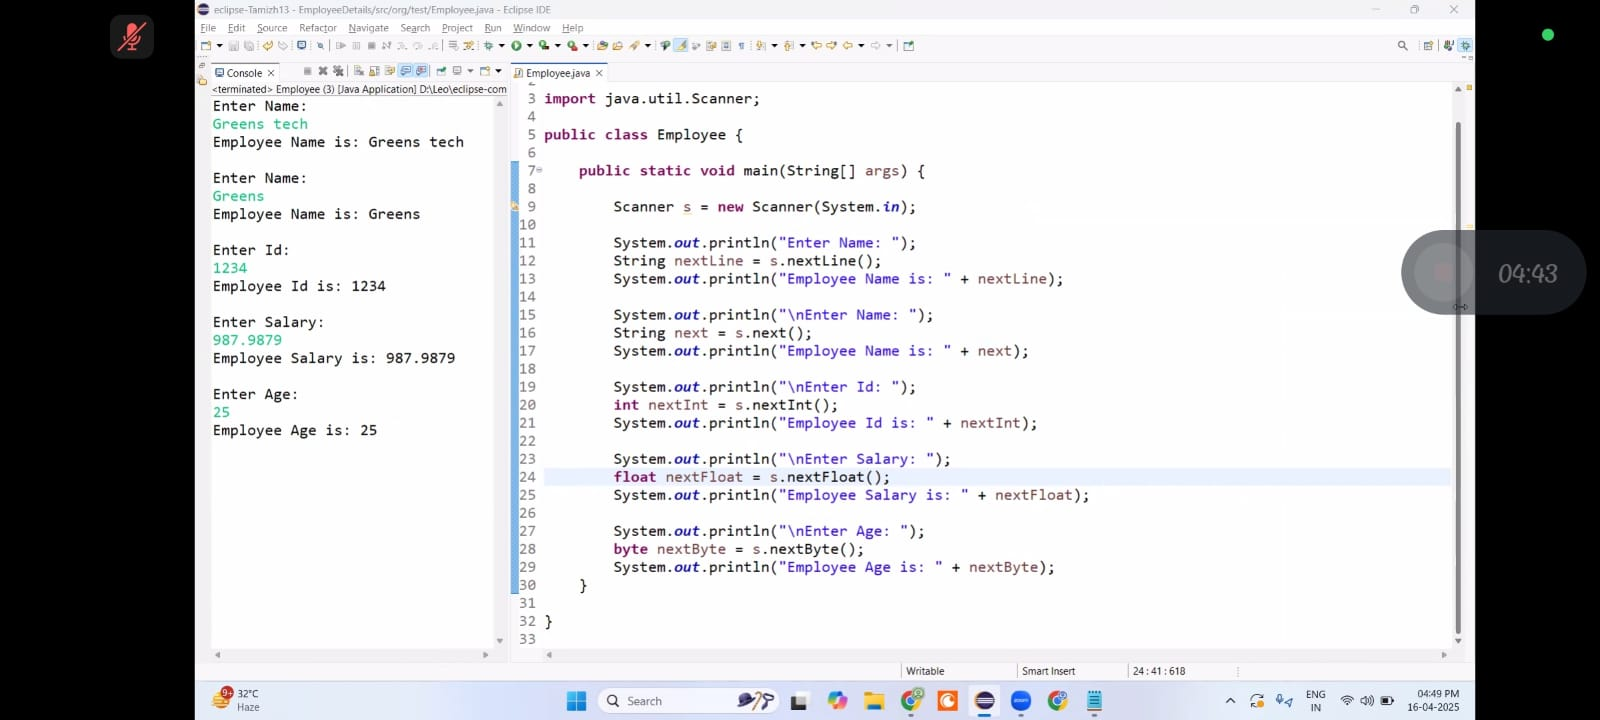 eclipse-Tamizh13 - EmployeeDetails/src/org/test/Employee.java - Eclipse IDE
File Edit Source Refactor Navigate Search Project Run Window Help
Console
<terminated> Employee (3) [Java Application] D:\Leo\eclipse-com
Enter Name:
Greens tech
Employee Name is: Greens tech
Enter Name:
Greens
Employee Name is: Greens
Enter Id:
1234
Employee Id is: 1234
Enter Salary:
987.9879
Employee Salary is: 987.9879
Enter Age:
25
Employee Age is: 25
Employee.java
3 import java.util.Scanner;
4
5 public class Employee {
6
7 public static void main(String[] args) {
8
9 Scanner s = new Scanner(System.in);
10
11 System.out.println("Enter Name: ");
12 String nextLine = s.nextLine();
13 System.out.println("Employee Name is: " + nextLine);
14
15 System.out.println("\nEnter Name: ");
16 String next = s.next();
17 System.out.println("Employee Name is: " + next);
18
19 System.out.println("\nEnter Id: ");
20 int nextInt = s.nextInt();
21 System.out.println("Employee Id is: " + nextInt);
22
23 System.out.println("\nEnter Salary: ");
24 float nextFloat = s.nextFloat();
25 System.out.println("Employee Salary is: " + nextFloat);
26
27 System.out.println("\nEnter Age: ");
28 byte nextByte = s.nextByte();
29 System.out.println("Employee Age is: " + nextByte);
30 }
31
32 }
33
04:43
Writable Smart Insert 24 : 41 : 618
9+ 32°C
Haze
Search
ENG
IN
04:49 PM
16-04-2025